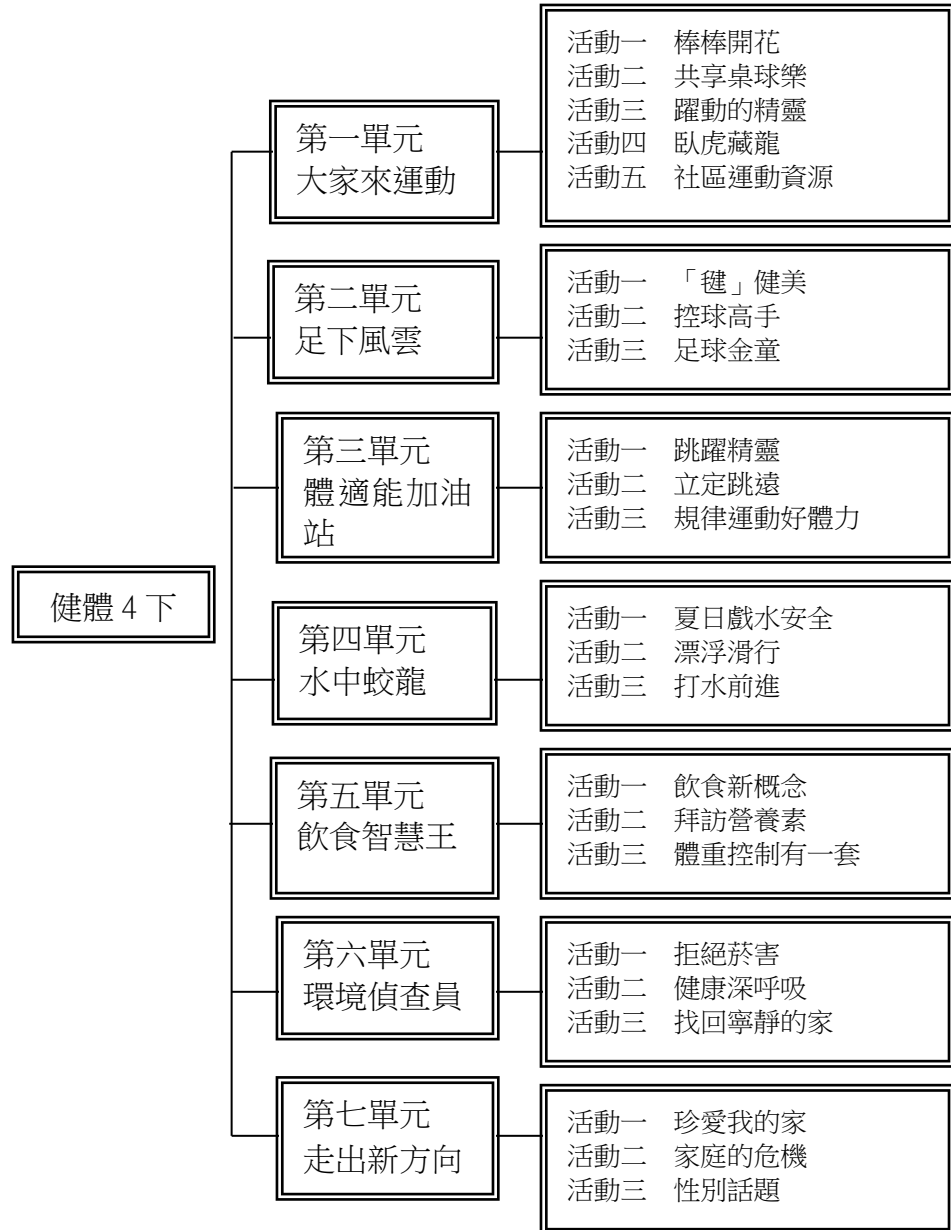 健體 4 下
第一單元
大家來運動
活動一 棒棒開花
活動二 共享桌球樂
活動三 躍動的精靈
活動四 臥虎藏龍
活動五 社區運動資源
第二單元
足下風雲
活動一 「毽」健美
活動二 控球高手
活動三 足球金童
第三單元
體適能加油
站
活動一 跳躍精靈
活動二 立定跳遠
活動三 規律運動好體力
第四單元
水中蛟龍
活動一 夏日戲水安全
活動二 漂浮滑行
活動三 打水前進
第五單元
飲食智慧王
活動一 飲食新概念
活動二 拜訪營養素
活動三 體重控制有一套
第六單元
環境偵查員
活動一 拒絕菸害
活動二 健康深呼吸
活動三 找回寧靜的家
第七單元
走出新方向
活動一 珍愛我的家
活動二 家庭的危機
活動三 性別話題